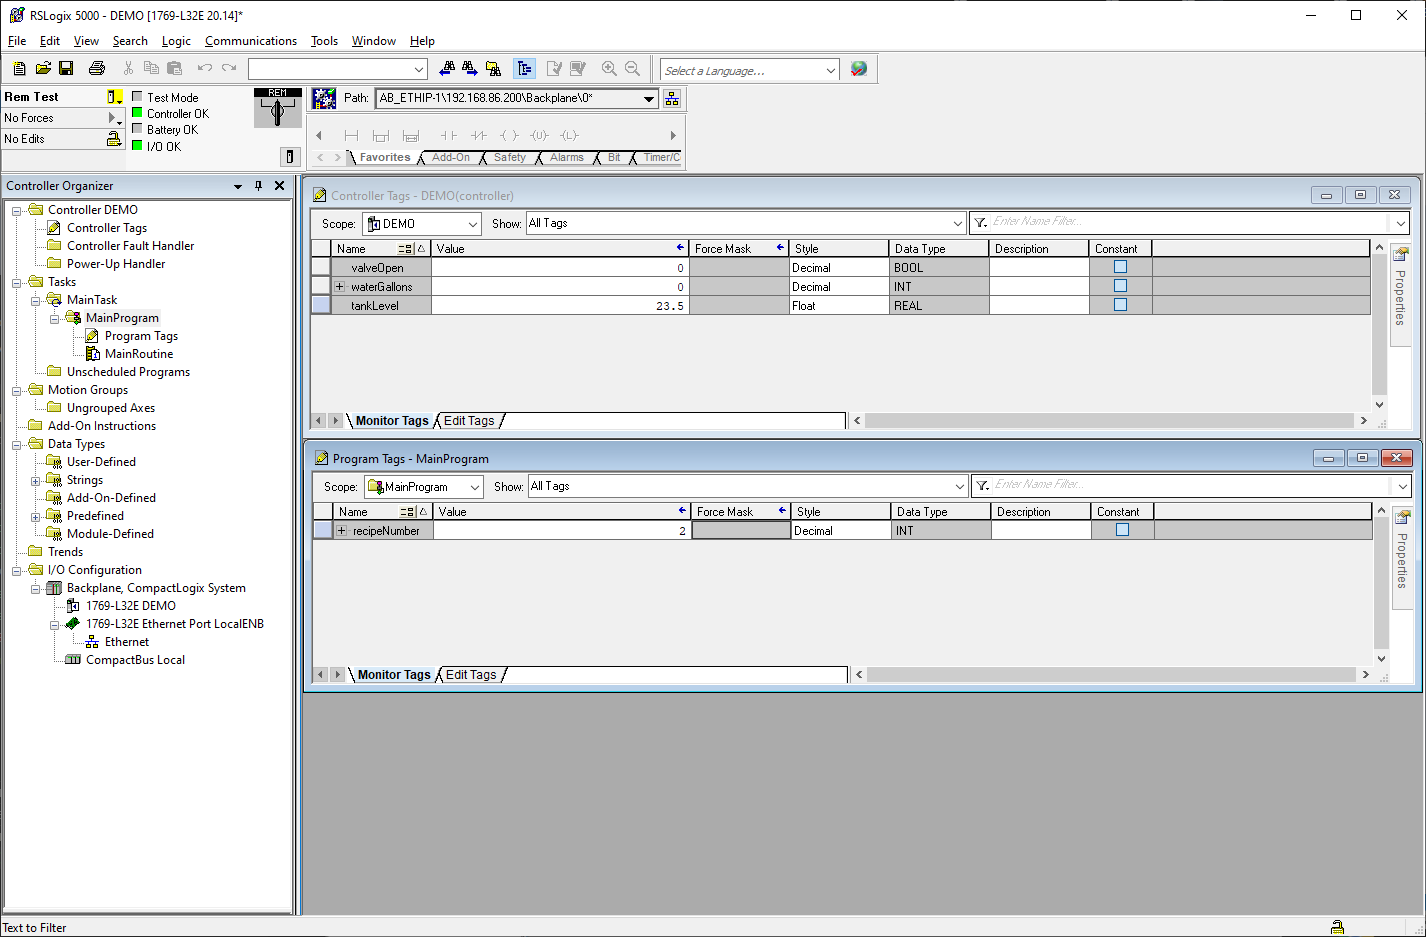 RSLogix 5000 - DEMO [1769-L32E 20.14]*
File Edit View Search Logic Communications Tools Window Help
Select a Language...
Rem Test
No Forces
No Edits
Test Mode
Controller OK
Battery OK
I/O OK
REM
Path: AB_ETHIP-1\192.168.86.200\Backplane\0*
Favorites Add-On Safety Alarms Bit Timer/C
Controller Organizer
Controller DEMO
Controller Tags
Controller Fault Handler
Power-Up Handler
Tasks
MainTask
MainProgram
Program Tags
MainRoutine
Unscheduled Programs
Motion Groups
Ungrouped Axes
Add-On Instructions
Data Types
User-Defined
Strings
Add-On-Defined
Predefined
Module-Defined
Trends
I/O Configuration
Backplane, CompactLogix System
1769-L32E DEMO
1769-L32E Ethernet Port LocalENB
Ethernet
CompactBus Local
Controller Tags - DEMO(controller)
Scope: DEMO Show: All Tags Enter Name Filter...
Name Value Force Mask Style Data Type Description Constant
valveOpen 0 Decimal BOOL
waterGallons 0 Decimal INT
tankLevel 23.5 Float REAL
Properties
Monitor Tags Edit Tags
Program Tags - MainProgram
Scope: MainProgram Show: All Tags Enter Name Filter...
Name Value Force Mask Style Data Type Description Constant
recipeNumber 2 Decimal INT
Properties
Monitor Tags Edit Tags
Text to Filter